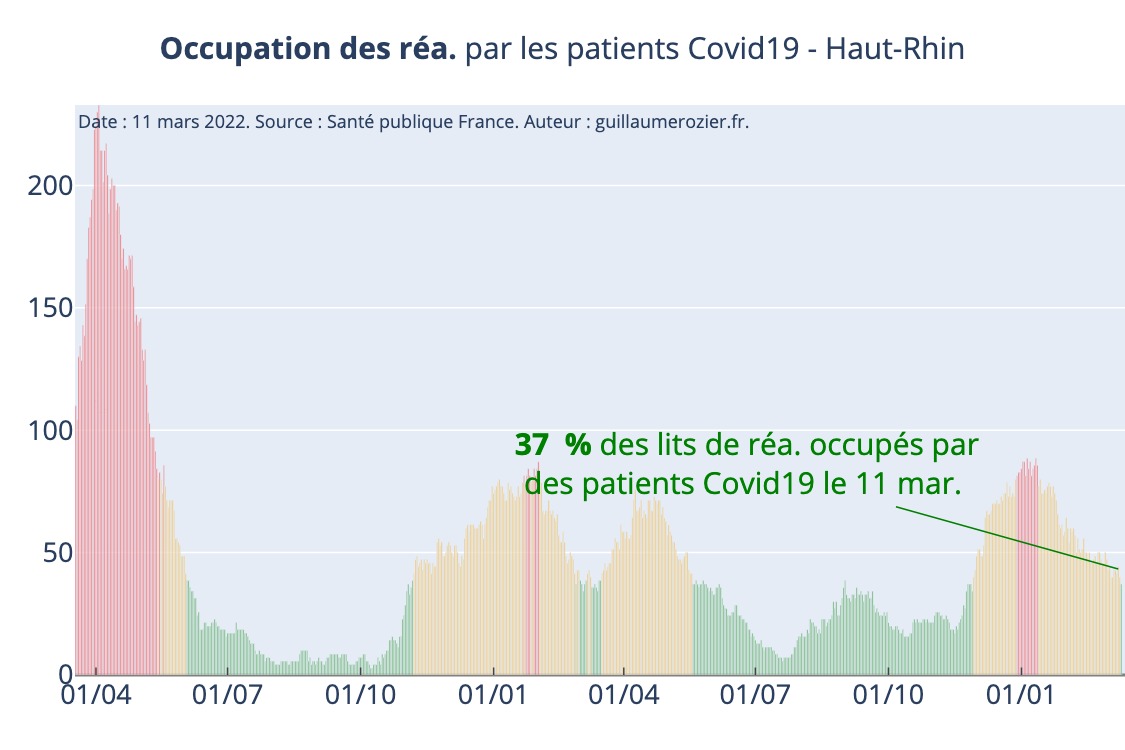 Occupation des réa. par les patients Covid19 - Haut-Rhin
Date : 11 mars 2022. Source : Santé publique France. Auteur : guillaumerozier.fr.
200
150
100
50
0
37  % des lits de réa. occupés par
des patients Covid19 le 11 mar.
01/04 01/07 01/10 01/01 01/04 01/07 01/10 01/01